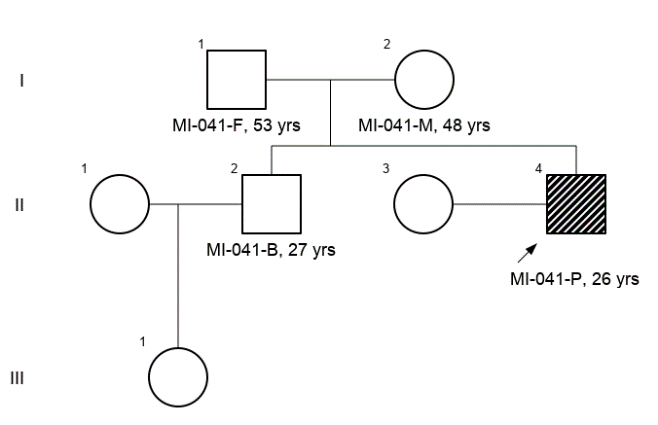 1 2
I
MI-041-F, 53 yrs MI-041-M, 48 yrs
1 2 3 4
II
MI-041-B, 27 yrs
MI-041-P, 26 yrs
1
III